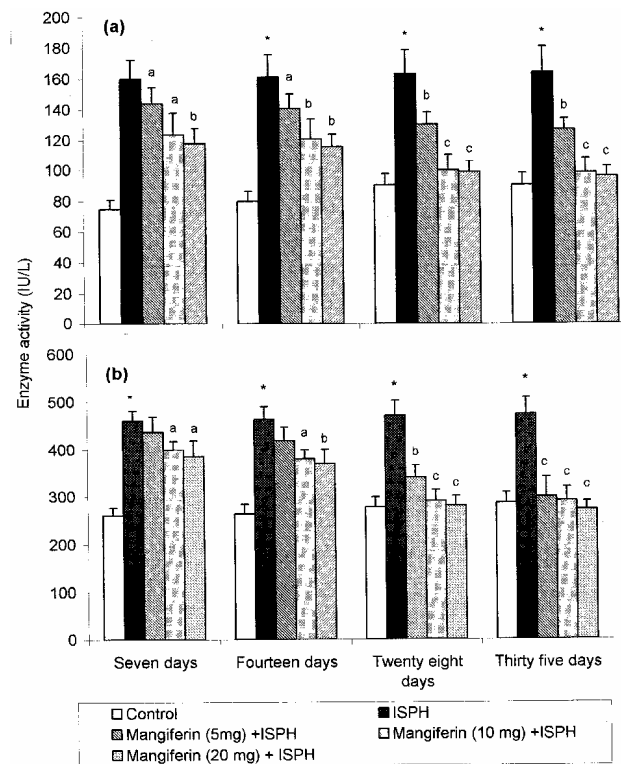 (a)
200
180
160
140
120
100
80
60
40
20
0
a a b
* a b b
* b c c
* b c c
Enzyme activity (IU/L)
(b)
600
500
400
300
200
100
0
* a a
* a b
* b c c
* c c c
Seven days Fourteen days Twenty eight days Thirty five days
Control ISPH
Mangiferin (5mg) +ISPH Mangiferin (10 mg) +ISPH
Mangiferin (20 mg) + ISPH